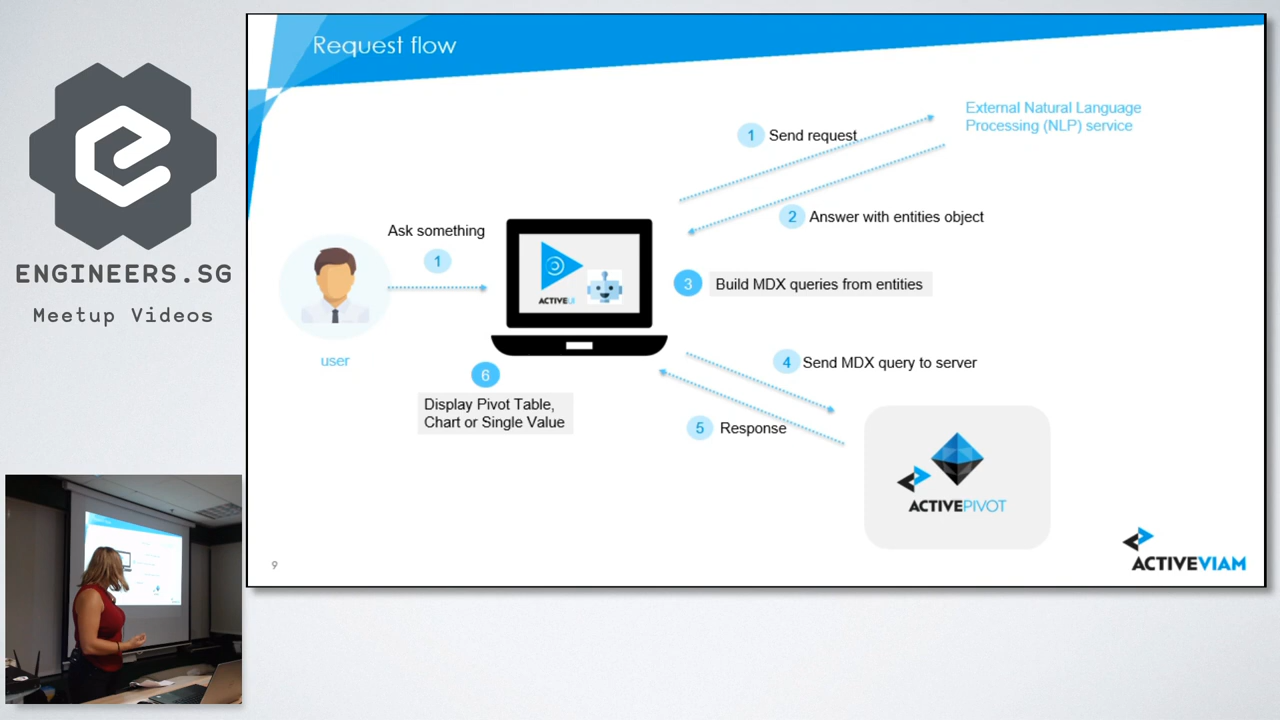 Request flow
ENGINEERS.SG
Meetup Videos
External Natural Language
Processing (NLP) service
1 Send request
2 Answer with entities object
Ask something
1
ACTIVEUI
3 Build MDX queries from entities
user
4 Send MDX query to server
6
Display Pivot Table,
Chart or Single Value
5 Response
ACTIVEPIVOT
ACTIVEVIAM
9